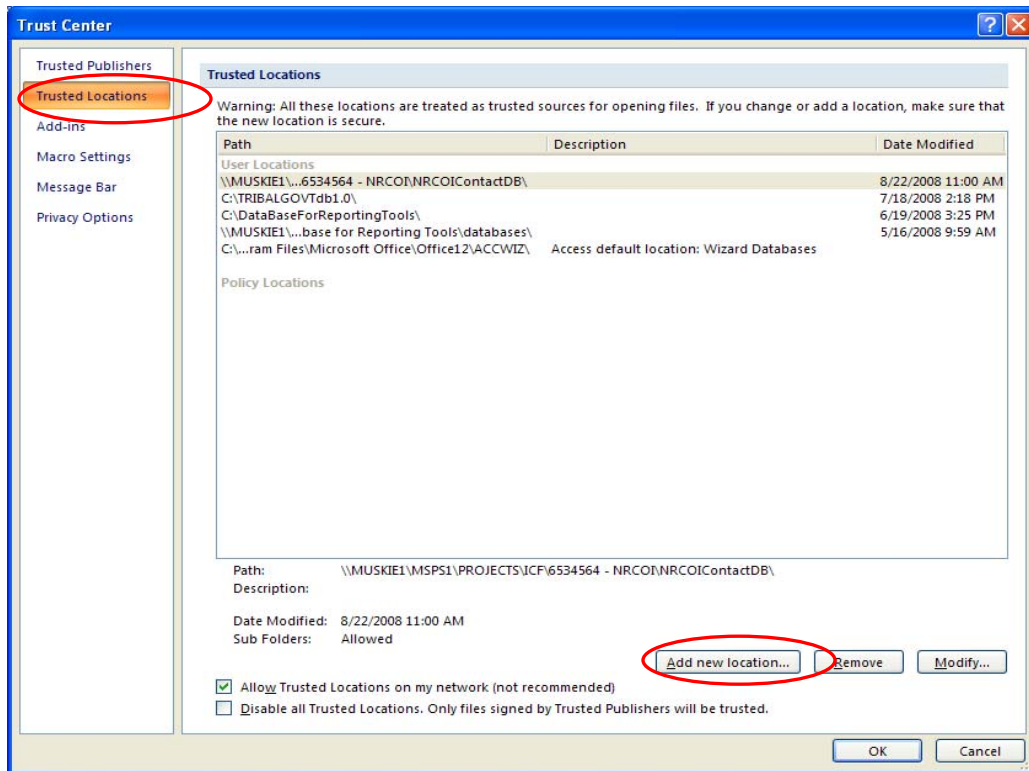 Trust Center
Trusted Publishers
Trusted Locations
Add-ins
Macro Settings
Message Bar
Privacy Options
Trusted Locations
Warning: All these locations are treated as trusted sources for opening files. If you change or add a location, make sure that
the new location is secure.
Path Description Date Modified
User Locations
\\MUSKIE1\...6534564 - NRCOI\NRCOIContactDB\ 8/22/2008 11:00 AM
C:\TRIBALGOVTdb1.0\ 7/18/2008 2:18 PM
C:\DataBaseForReportingTools\ 6/19/2008 3:25 PM
\\MUSKIE1\...base for Reporting Tools\databases\ 5/16/2008 9:59 AM
C:\...ram Files\Microsoft Office\Office12\ACCWIZ\ Access default location: Wizard Databases
Policy Locations
Path: \\MUSKIE1\MSPS1\PROJECTS\ICF\6534564 - NRCOI\NRCOIContactDB\
Description:
Date Modified: 8/22/2008 11:00 AM
Sub Folders: Allowed
Add new location... Remove Modify...
Allow Trusted Locations on my network (not recommended)
Disable all Trusted Locations. Only files signed by Trusted Publishers will be trusted.
OK Cancel